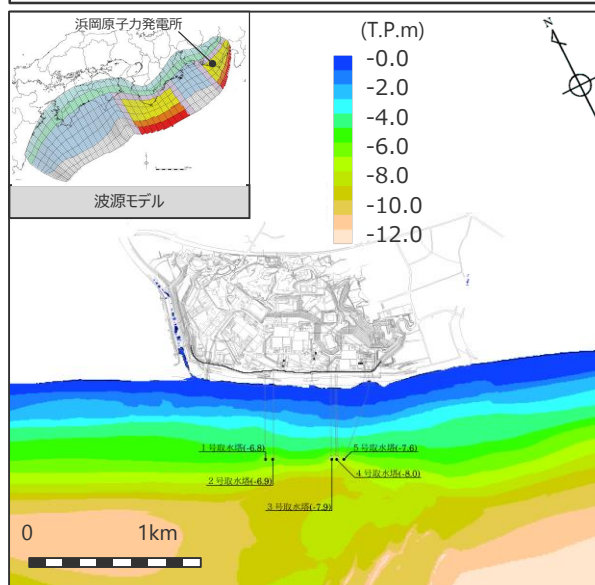 浜岡原子力発電所
波源モデル
(T.P.m)
-0.0
-2.0
-4.0
-6.0
-8.0
-10.0
-12.0
N
1号取水塔(-6.8)
5号取水塔(-7.6)
2号取水塔(-6.9)
4号取水塔(-8.0)
3号取水塔(-7.9)
0 1km